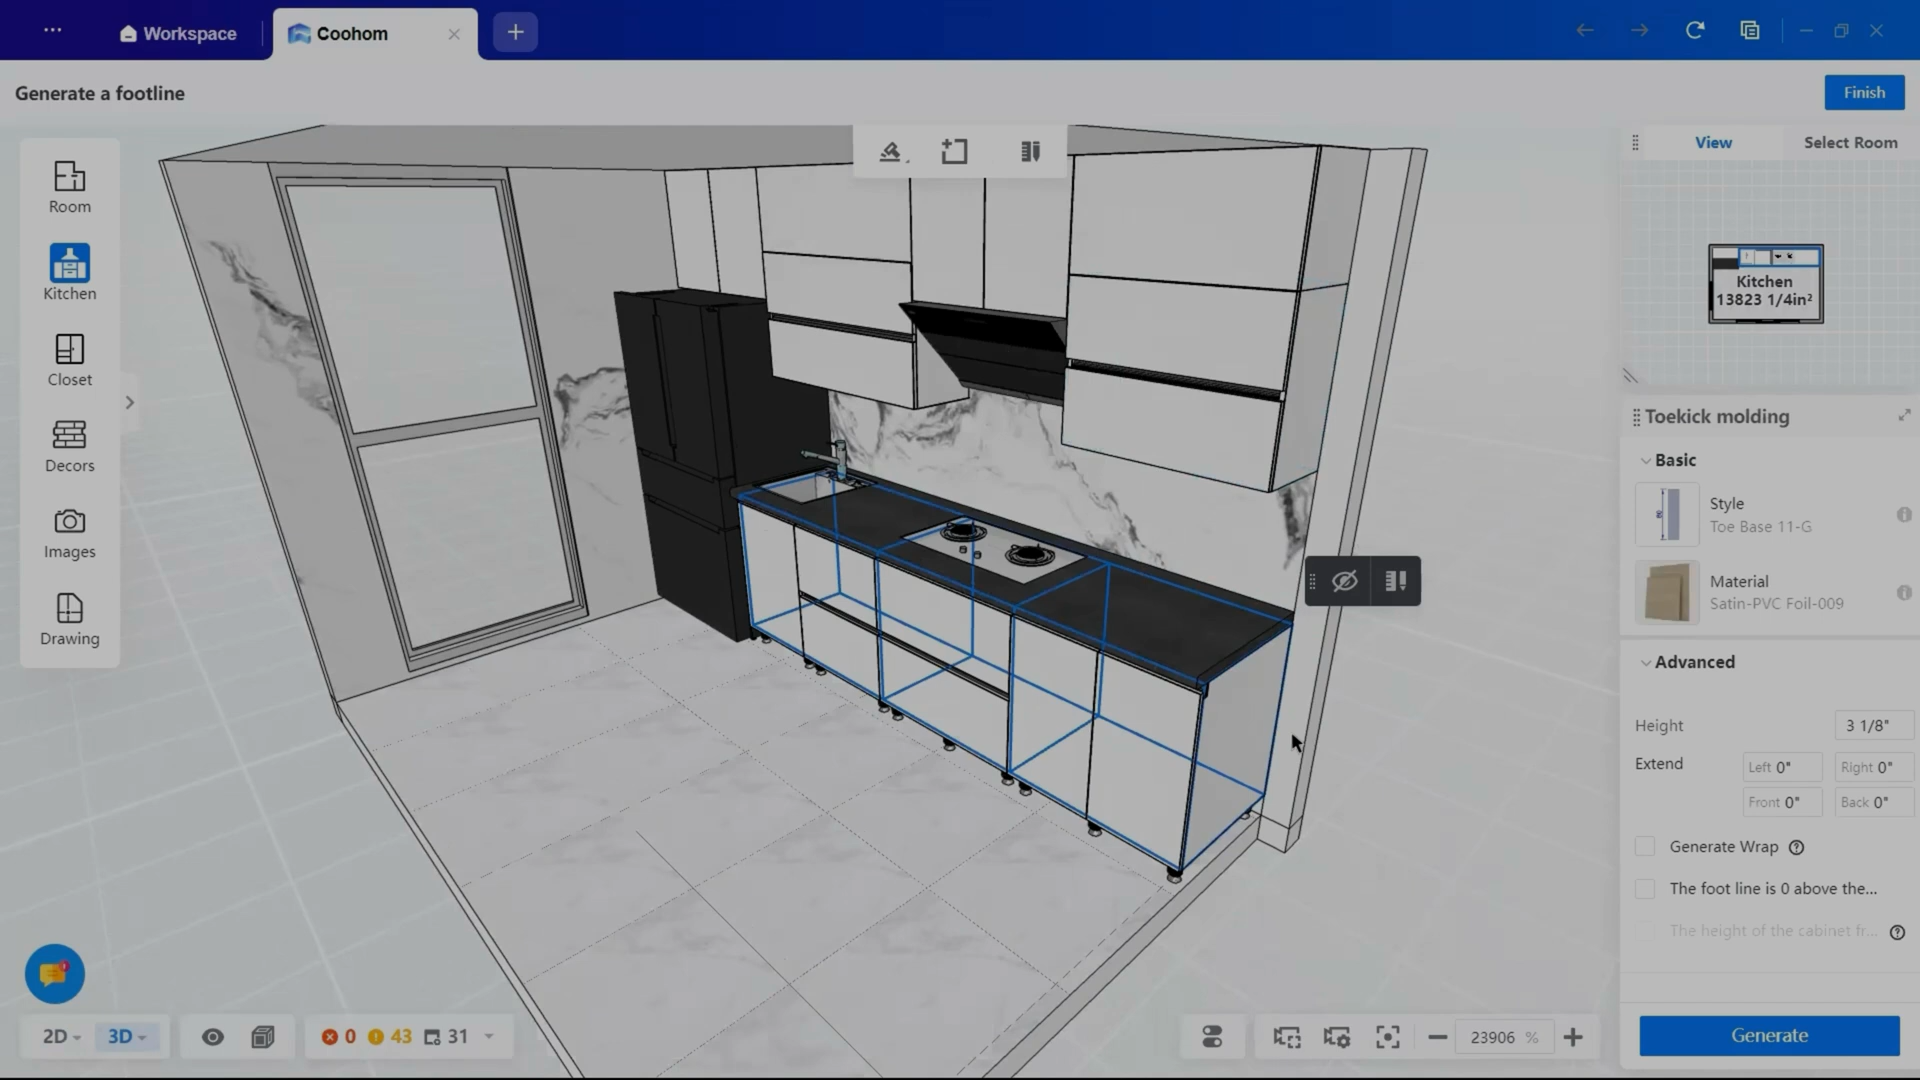 Workspace
Coohom
Generate a footline
Finish
Room
Kitchen
Closet
Decors
Images
Drawing
View
Select Room
Kitchen
13823 1/4in²
Toekick molding
Basic
Style
Toe Base 11-G
Material
Satin-PVC Foil-009
Advanced
Height
3 1/8"
Extend
Left 0"
Right 0"
Front 0"
Back 0"
Generate Wrap
The foot line is 0 above the...
The height of the cabinet fr...
2D
3D
0
43
31
23906 %
Generate